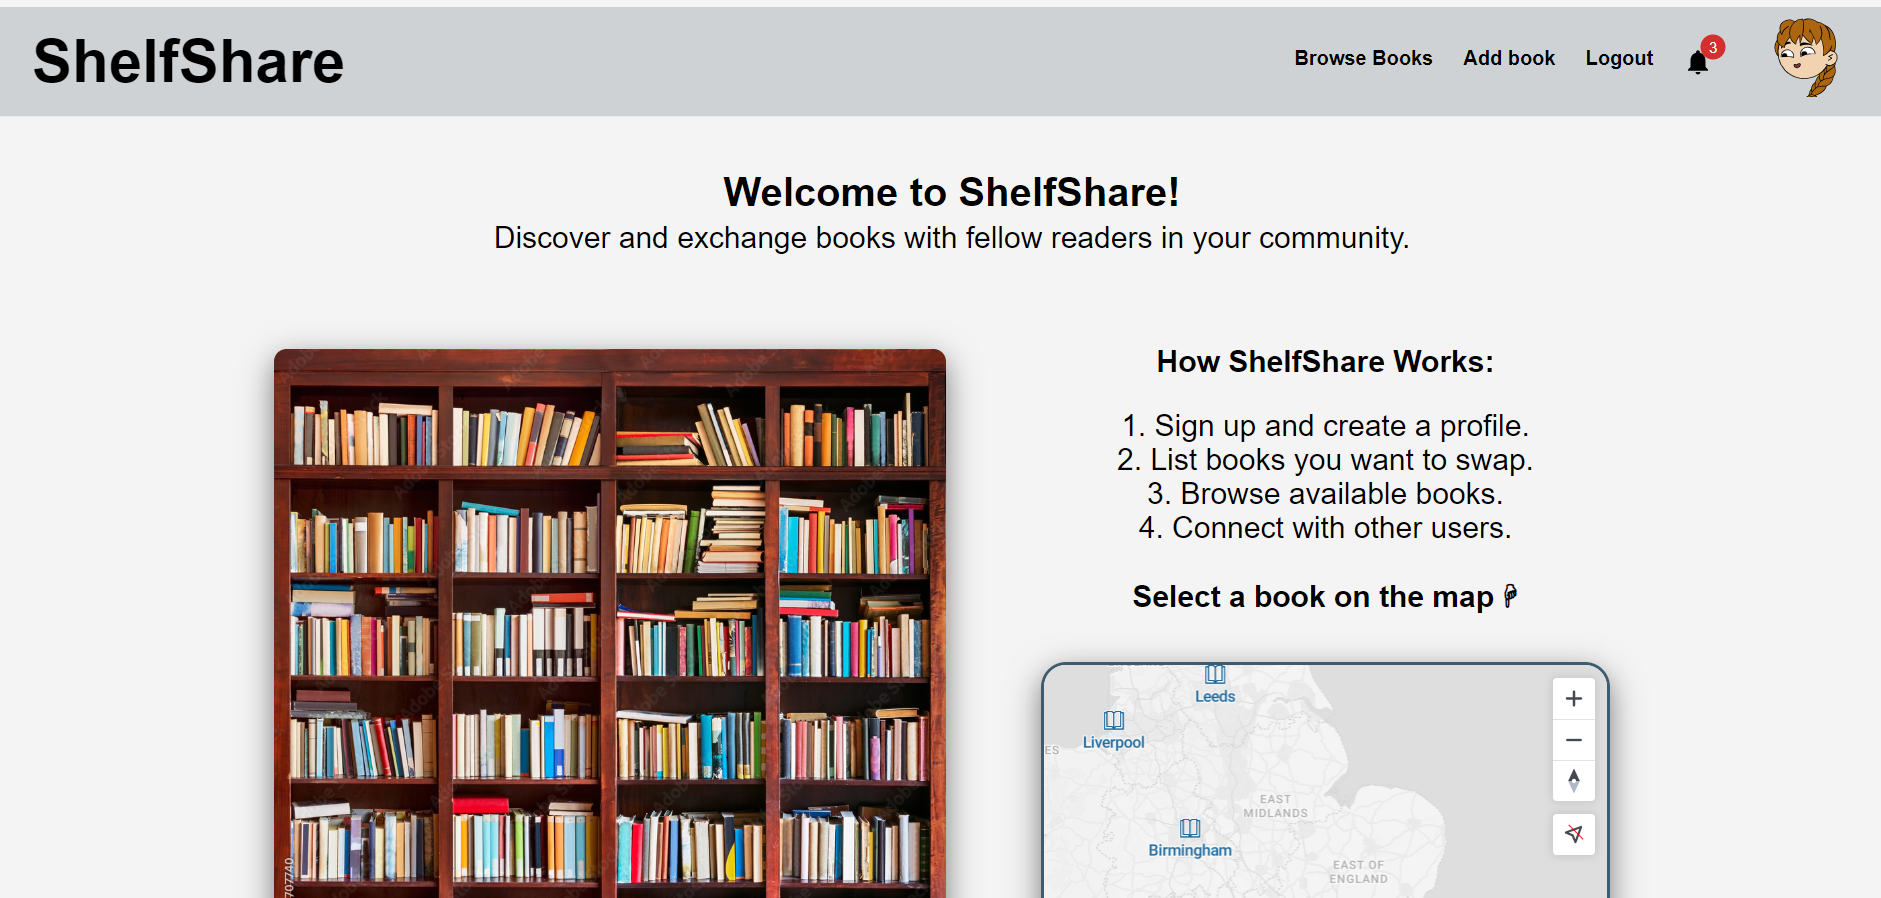 ShelfShare
Browse Books
Add book
Logout
3
Welcome to ShelfShare!
Discover and exchange books with fellow readers in your community.
How ShelfShare Works:
1. Sign up and create a profile.
2. List books you want to swap.
3. Browse available books.
4. Connect with other users.
Select a book on the map
Leeds
Liverpool
ES
EAST
MIDLANDS
Birmingham
EAST OF
ENGLAND
707740